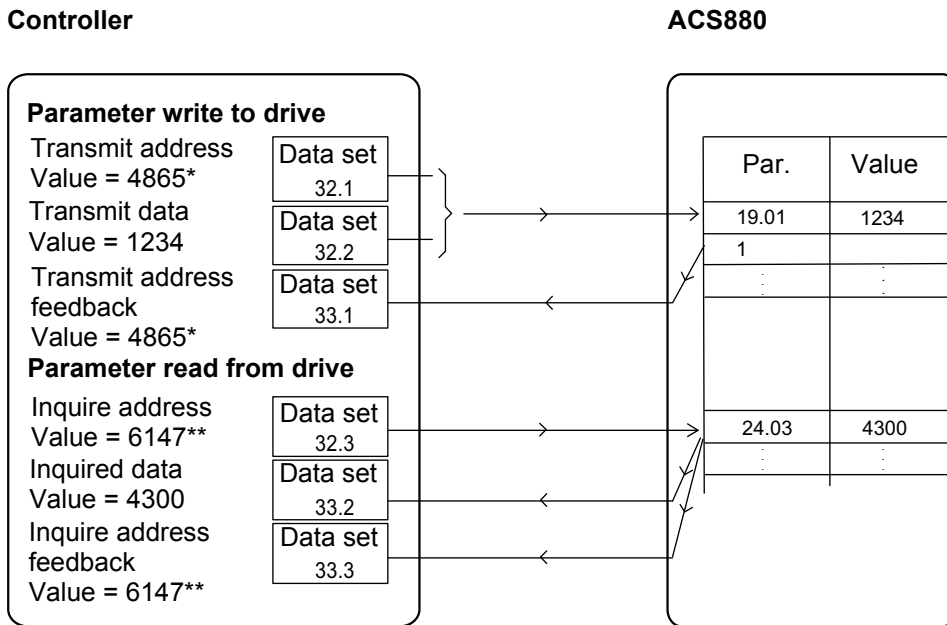 Controller
ACS880
Parameter write to drive
Transmit address
Value = 4865*
Data set
32.1
Transmit data
Value = 1234
Data set
32.2
Transmit address
feedback
Value = 4865*
Data set
33.1
Parameter read from drive
Inquire address
Value = 6147**
Data set
32.3
Inquired data
Value = 4300
Data set
33.2
Inquire address
feedback
Value = 6147**
Data set
33.3
Par. Value
19.01 1234
1
24.03 4300